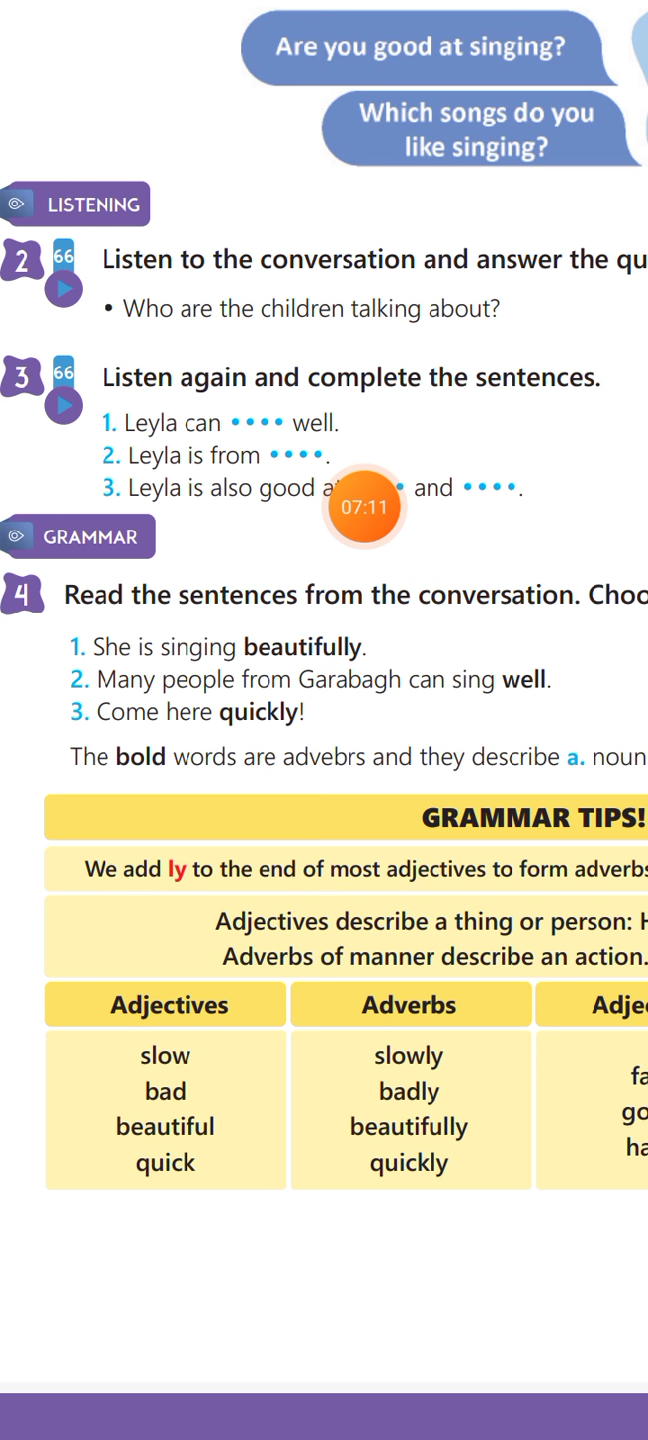 Are you good at singing?
Which songs do you
like singing?
LISTENING
2 66 Listen to the conversation and answer the qu
• Who are the children talking about?
3 66 Listen again and complete the sentences.
1. Leyla can •••• well.
2. Leyla is from ••••.
3. Leyla is also good a • and ••••.
07:11
GRAMMAR
4 Read the sentences from the conversation. Choo
1. She is singing beautifully.
2. Many people from Garabagh can sing well.
3. Come here quickly!
The bold words are advebrs and they describe a. noun
GRAMMAR TIPS!
We add ly to the end of most adjectives to form adverbs
Adjectives describe a thing or person: H
Adverbs of manner describe an action.
Adjectives Adverbs Adje
slow slowly
bad badly fa
beautiful beautifully go
quick quickly ha